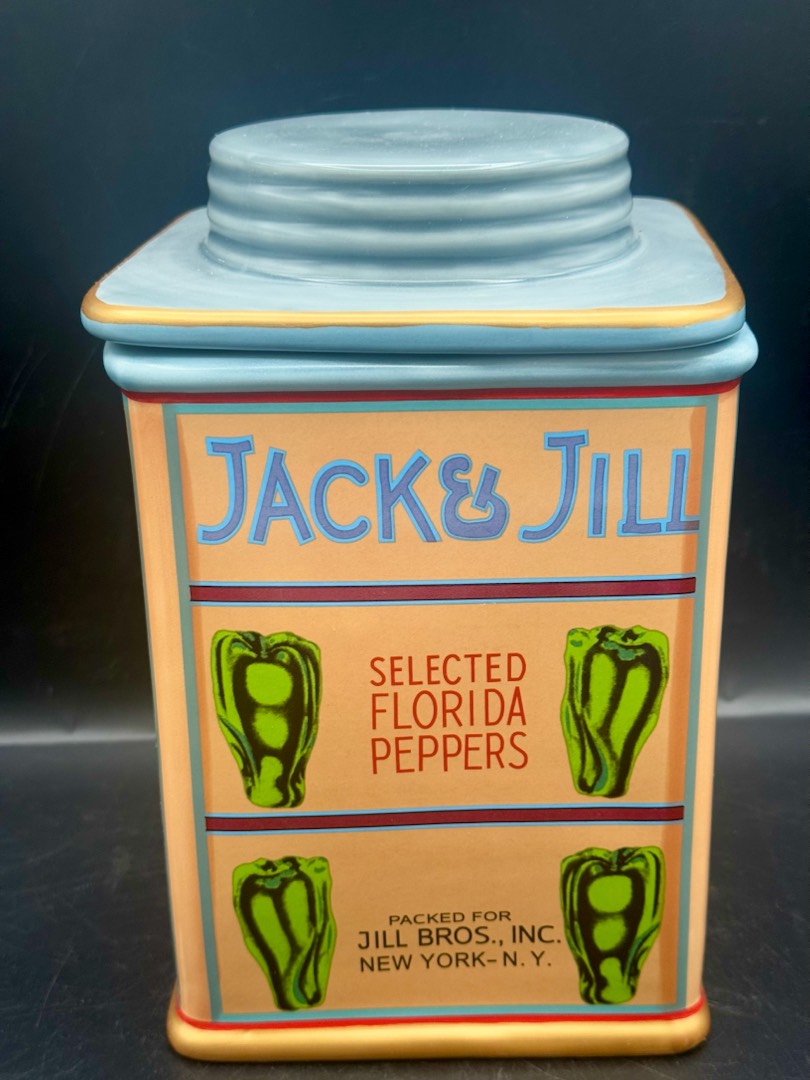 JACK & JILL
SELECTED
FLORIDA
PEPPERS
PACKED FOR
JILL BROS., INC.
NEW YORK-N.Y.